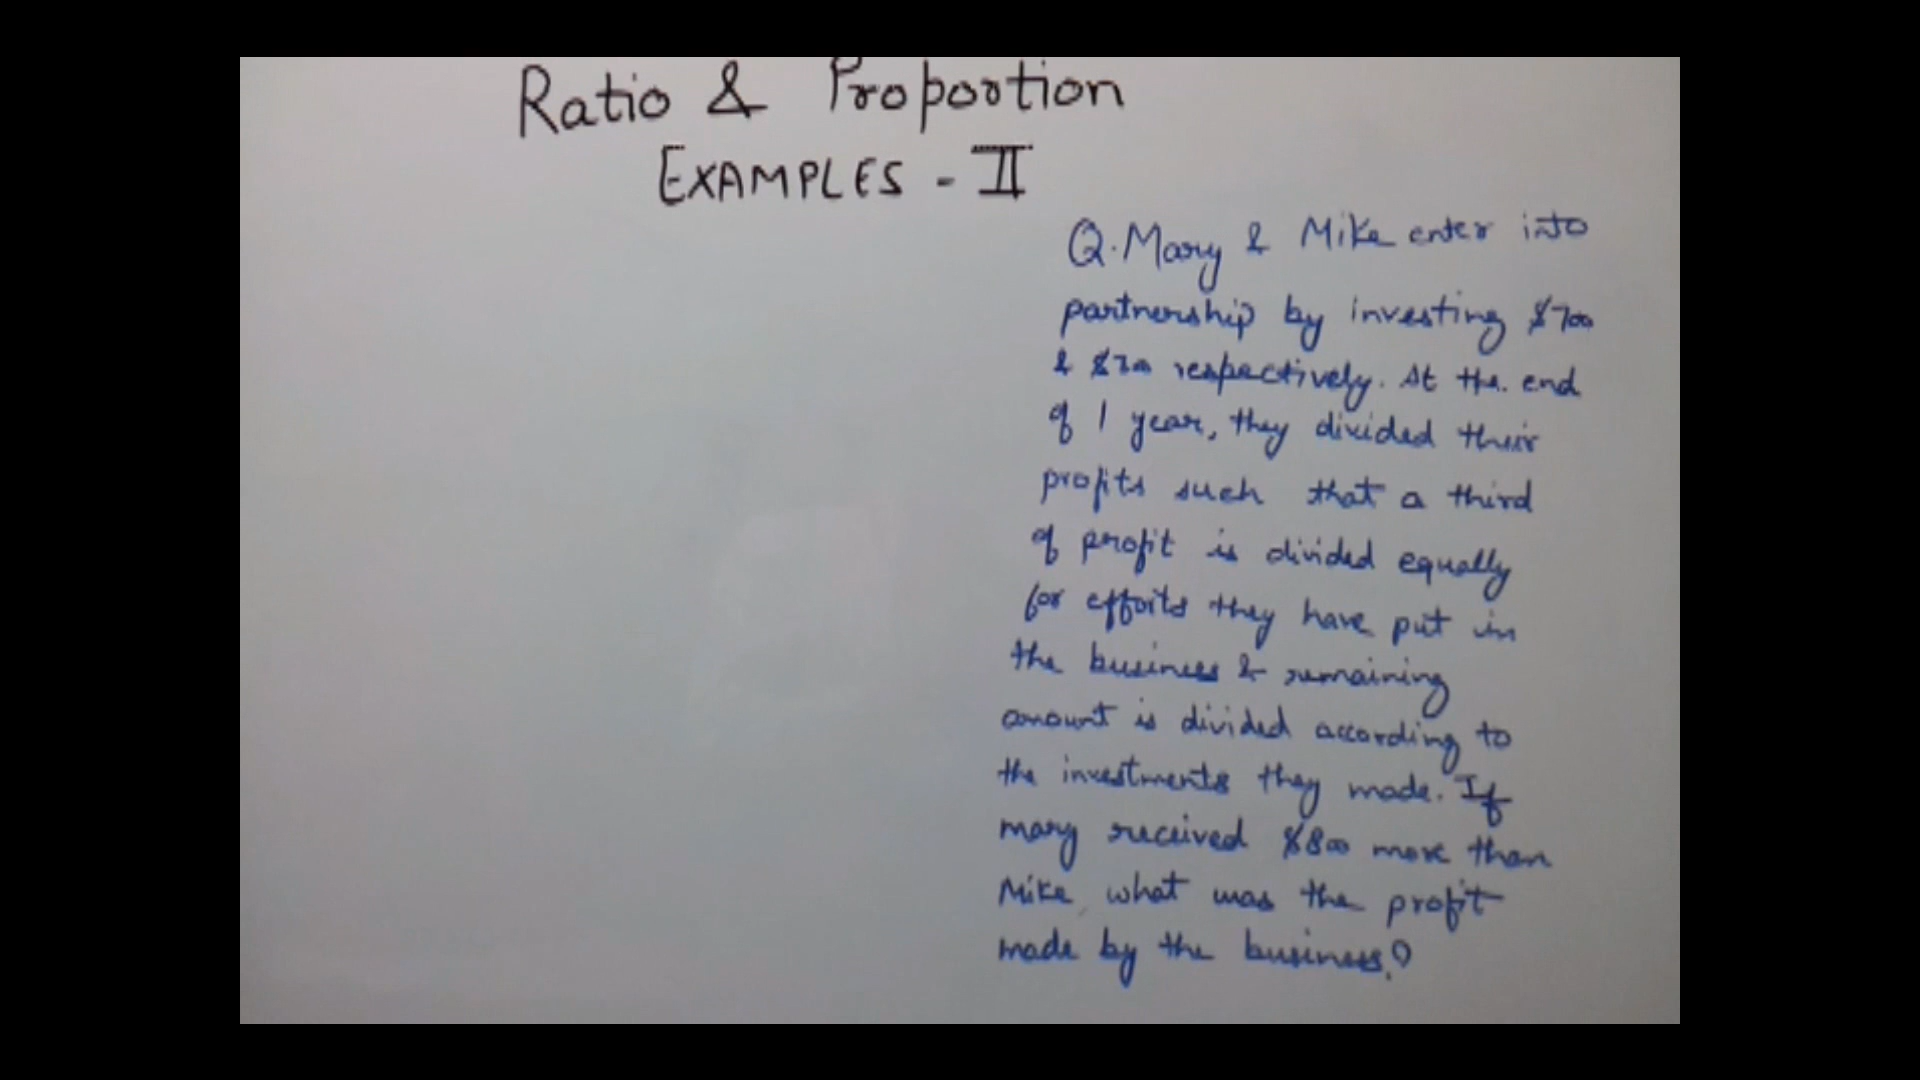 Ratio & Proportion
EXAMPLES - II
Q. Mary & Mike enter into
partnership by investing $700
& respectively. At the end
of 1 year, they divided their
profits such that a third
of profit is divided equally
for efforts they have put in
the business & remaining
amount is divided according to
the investments they made. If
mary received $800 more than
Mike, what was the profit
made by the business?